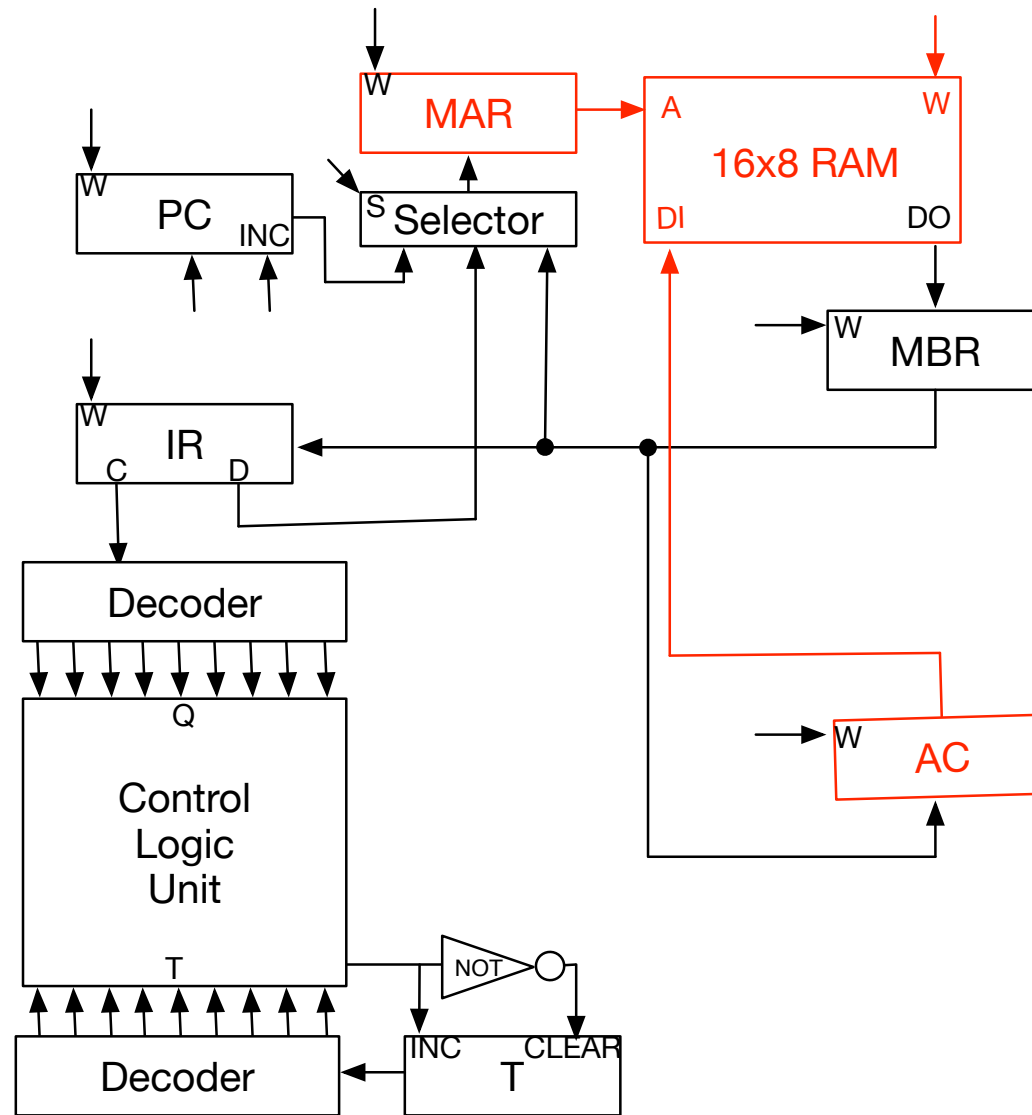 W
MAR
A
W
16x8 RAM
DI
DO
W
PC
INC
S
Selector
W
MBR
W
IR
C
D
Decoder
Q
Control
Logic
Unit
T
W
AC
NOT
INC
CLEAR
T
Decoder